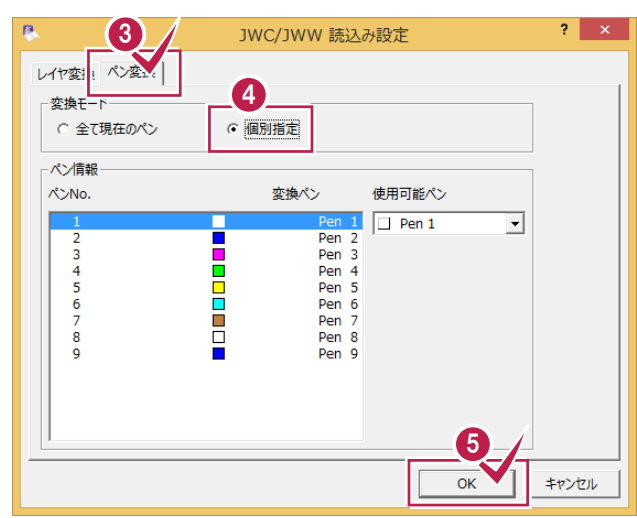 JWC/JWW 読込み設定
?
×
3
レイヤ変換
ペン変換
4
変換モード
全て現在のペン
個別指定
ペン情報
ペンNo.
変換ペン
使用可能ペン
1 Pen 1
Pen 1
2 Pen 2
3 Pen 3
4 Pen 4
5 Pen 5
6 Pen 6
7 Pen 7
8 Pen 8
9 Pen 9
5
OK
キャンセル